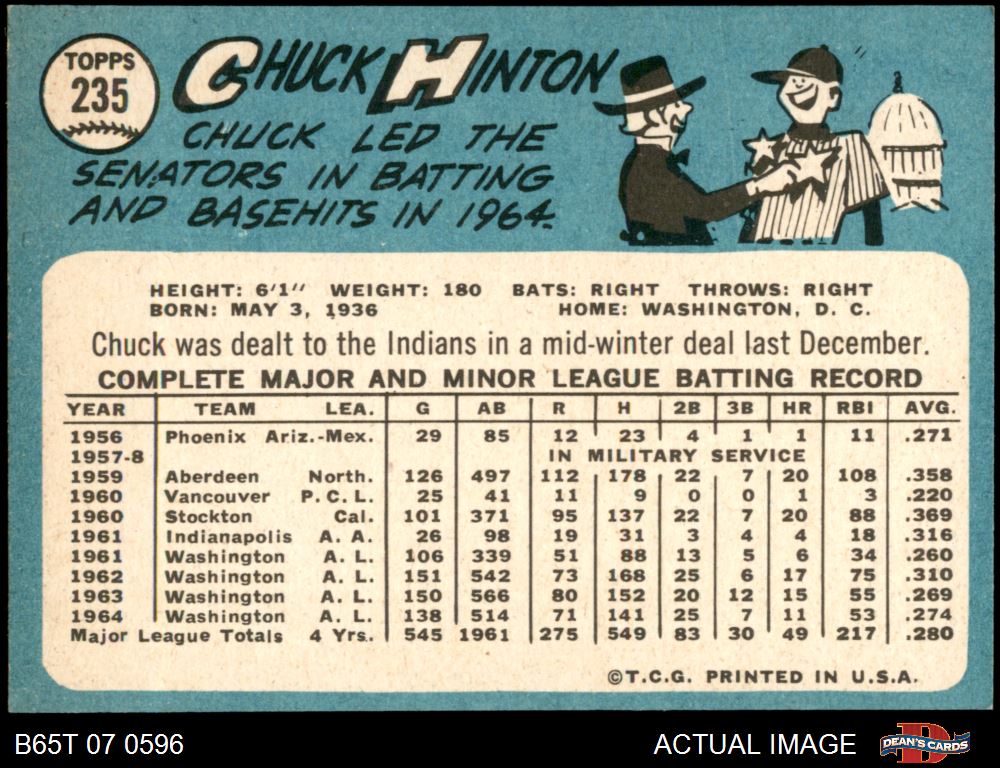 TOPPS
235
CHUCK HINTON
CHUCK LED THE
SENATORS IN BATTING
AND BASEHITS IN 1964.
HEIGHT: 6'1" WEIGHT: 180 BATS: RIGHT THROWS: RIGHT
BORN: MAY 3, 1936 HOME: WASHINGTON, D. C.
Chuck was dealt to the Indians in a mid-winter deal last December.
COMPLETE MAJOR AND MINOR LEAGUE BATTING RECORD
YEAR TEAM LEA. G AB R H 2B 3B HR RBI AVG.
1956 Phoenix Ariz.-Mex. 29 85 12 23 4 1 1 11 .271
1957-8 IN MILITARY SERVICE
1959 Aberdeen North. 126 497 112 178 22 7 20 108 .358
1960 Vancouver P. C. L. 25 41 11 9 0 0 1 3 .220
1960 Stockton Cal. 101 371 95 137 22 7 20 88 .369
1961 Indianapolis A. A. 26 98 19 31 3 4 4 18 .316
1961 Washington A. L. 106 339 51 88 13 5 6 34 .260
1962 Washington A. L. 151 542 73 168 25 6 17 75 .310
1963 Washington A. L. 150 566 80 152 20 12 15 55 .269
1964 Washington A. L. 138 514 71 141 25 7 11 53 .274
Major League Totals 4 Yrs. 545 1961 275 549 83 30 49 217 .280
©T.C.G. PRINTED IN U.S.A.
B65T 07 0596 ACTUAL IMAGE DEAN'S CARDS